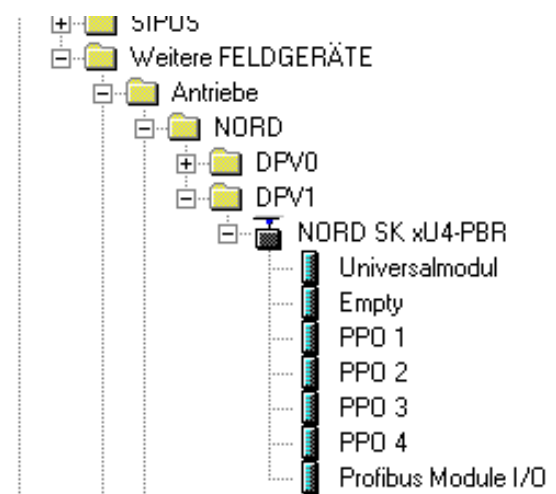 SIPOS
Weitere FELDGERÄTE
Antriebe
NORD
DPV0
DPV1
NORD SK xU4-PBR
Universalmodul
Empty
PPO 1
PPO 2
PPO 3
PPO 4
Profibus Module I/O